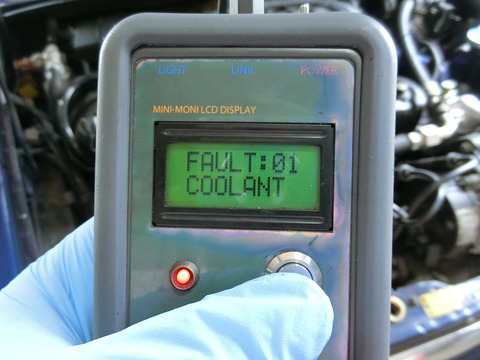 LIGHT LINK POWER
MINI-MONI LCD DISPLAY
FAULT:01
COOLANT